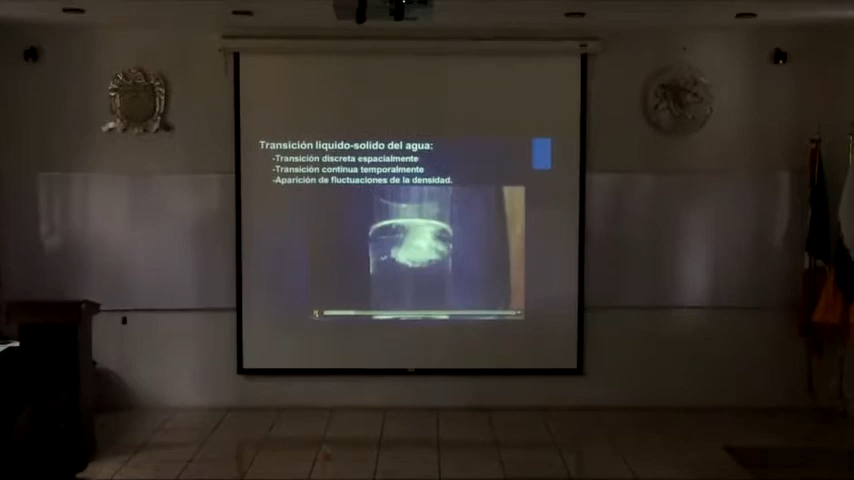 Transición liquido-solido del agua:
-Transición discreta espacialmente
-Transición continua temporalmente
-Aparición de fluctuaciones de la densidad.